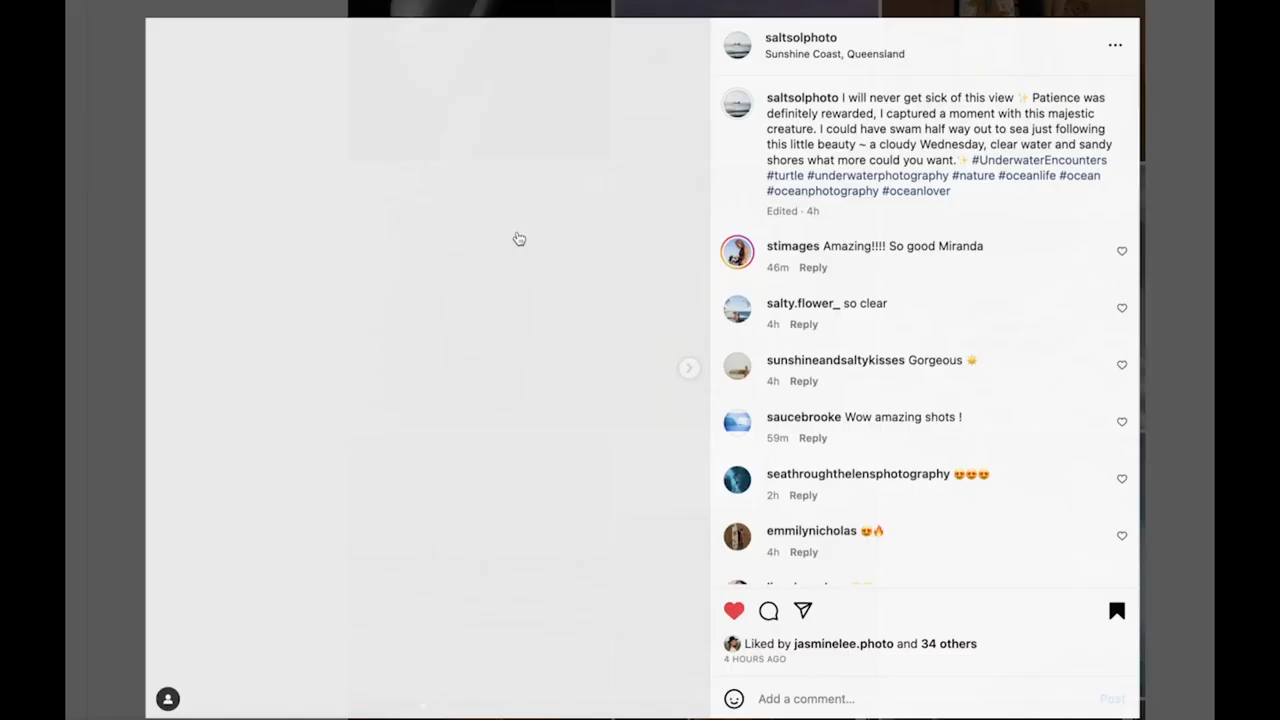 saltsolphoto
Sunshine Coast, Queensland
saltsolphoto I will never get sick of this view ✨ Patience was
definitely rewarded, I captured a moment with this majestic
creature. I could have swam half way out to sea just following
this little beauty ~ a cloudy Wednesday, clear water and sandy
shores what more could you want.✨ #UnderwaterEncounters
#turtle #underwaterphotography #nature #oceanlife #ocean
#oceanphotography #oceanlover
Edited · 4h
stimages Amazing!!!! So good Miranda
46m Reply
salty.flower_ so clear
4h Reply
sunshineandsaltykisses Gorgeous ☀️
4h Reply
saucebrooke Wow amazing shots !
59m Reply
seathroughthelensphotography 😍😍😍
2h Reply
emmilynicholas 😍🔥
4h Reply
Liked by jasminelee.photo and 34 others
4 HOURS AGO
Add a comment...
Post